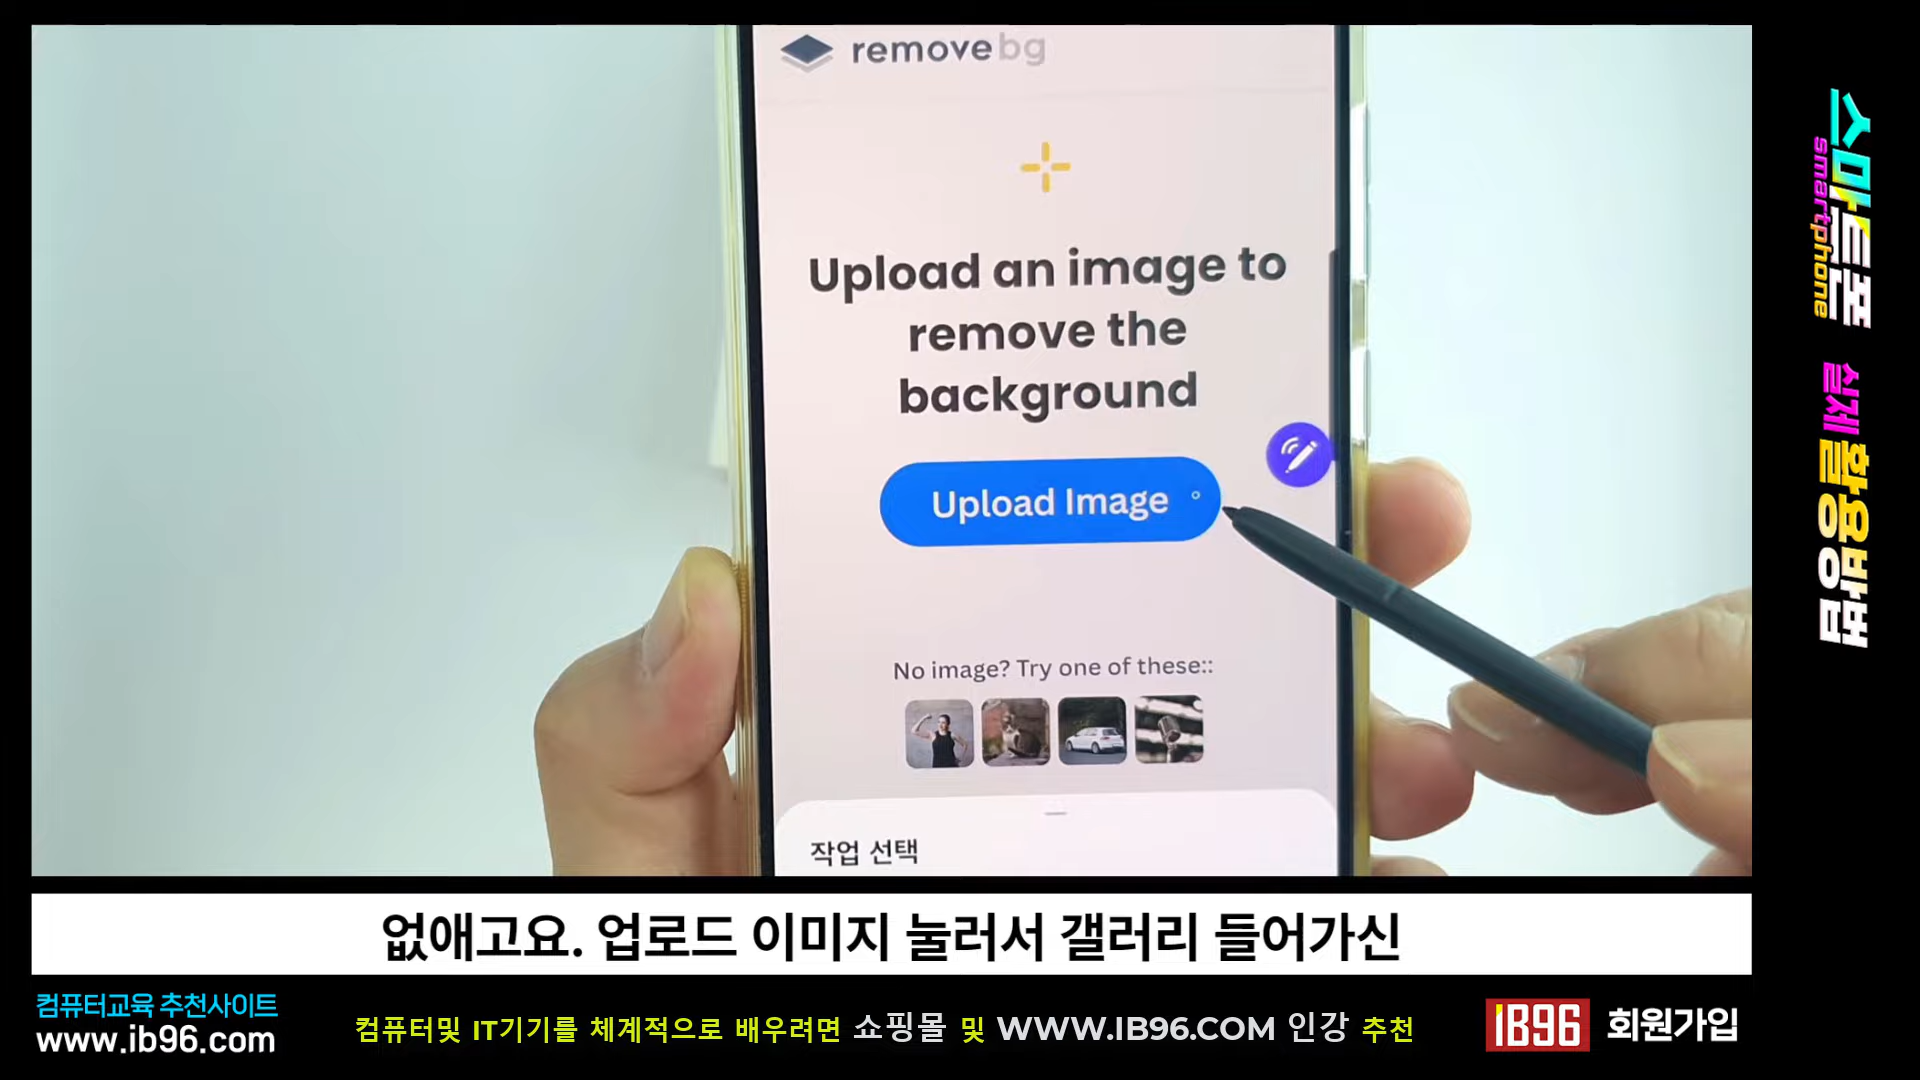 removebg
Upload an image to
remove the
background
Upload Image
No image? Try one of these::
작업 선택
스마트폰 실제활용방법
smartphone
없애고요. 업로드 이미지 눌러서 갤러리 들어가신
컴퓨터교육 추천사이트
www.ib96.com
컴퓨터및 IT기기를 체계적으로 배우려면 쇼핑몰 및 WWW.IB96.COM 인강 추천
IB96 회원가입